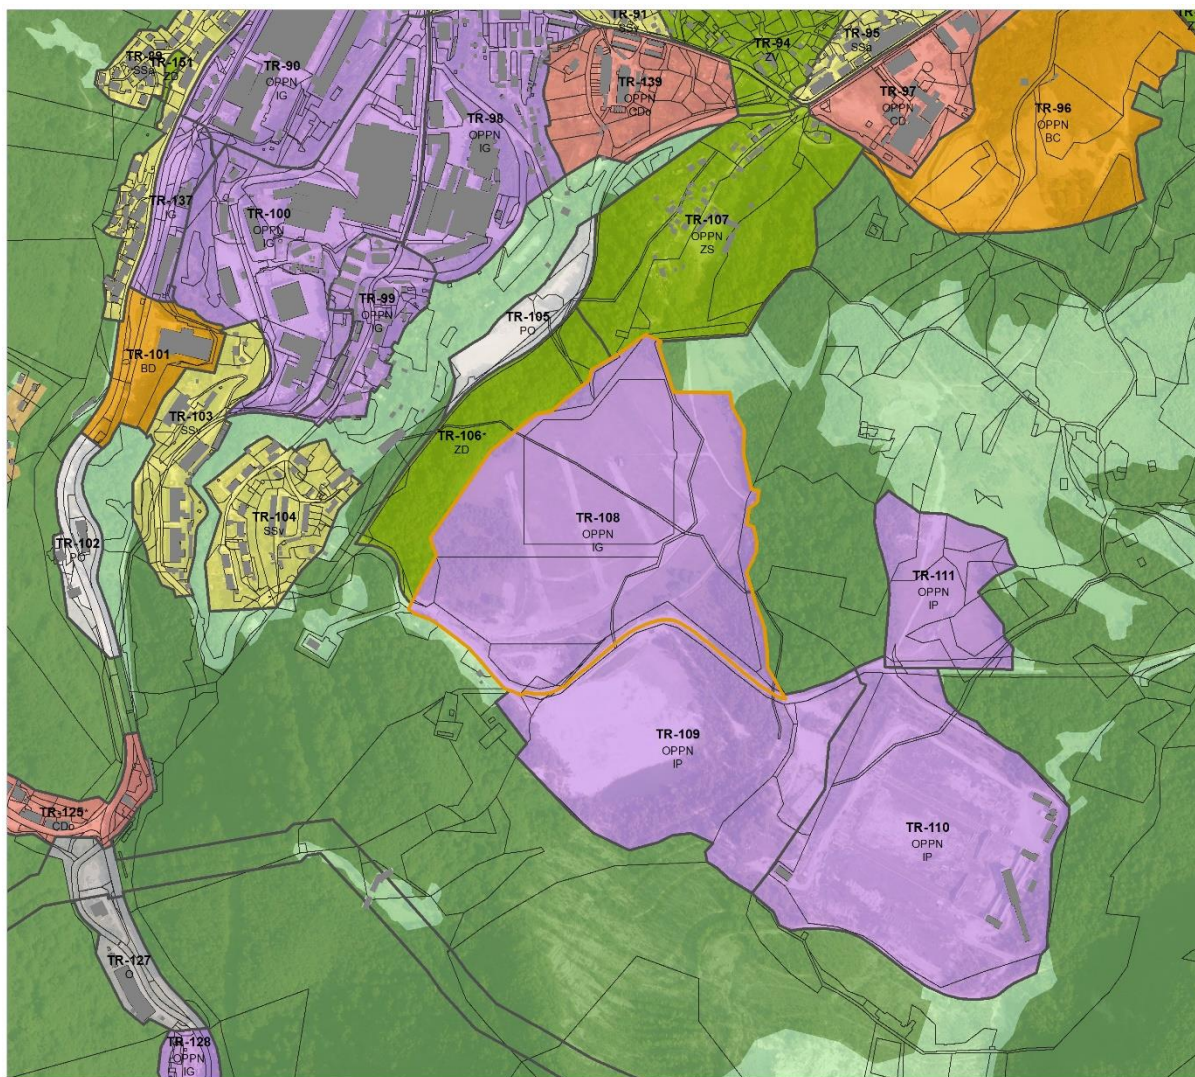 TR-91
SSv
TR-
TR-99
SSa
TR-151
ZD
TR-90
OPPN
IG
TR-94
ZV
TR-95
SSa
TR-139
OPPN
CDo
TR-97
OPPN
CD
TR-96
OPPN
BC
TR-98
OPPN
IG
TR-137
IG
TR-100
OPPN
IG
TR-107
OPPN
ZS
TR-99
OPPN
IG
TR-105
PO
TR-101
BD
TR-103
SSv
TR-106*
ZD
TR-104
SSv
TR-108
OPPN
IG
TR-102
PO
TR-111
OPPN
IP
TR-109
OPPN
IP
TR-125*
CDo
TR-110
OPPN
IP
TR-127
O
TR-128
OPPN
IG